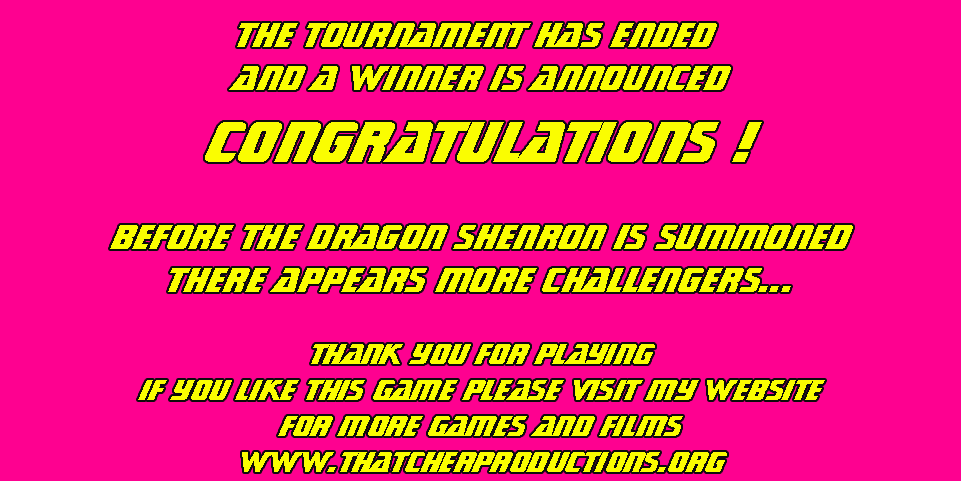 THE TOURNAMENT HAS ENDED
AND A WINNER IS ANNOUNCED
CONGRATULATIONS !
BEFORE THE DRAGON SHENRON IS SUMMONED
THERE APPEARS MORE CHALLENGERS...
THANK YOU FOR PLAYING
IF YOU LIKE THIS GAME PLEASE VISIT MY WEBSITE
FOR MORE GAMES AND FILMS
WWW.THATCHERPRODUCTIONS.ORG